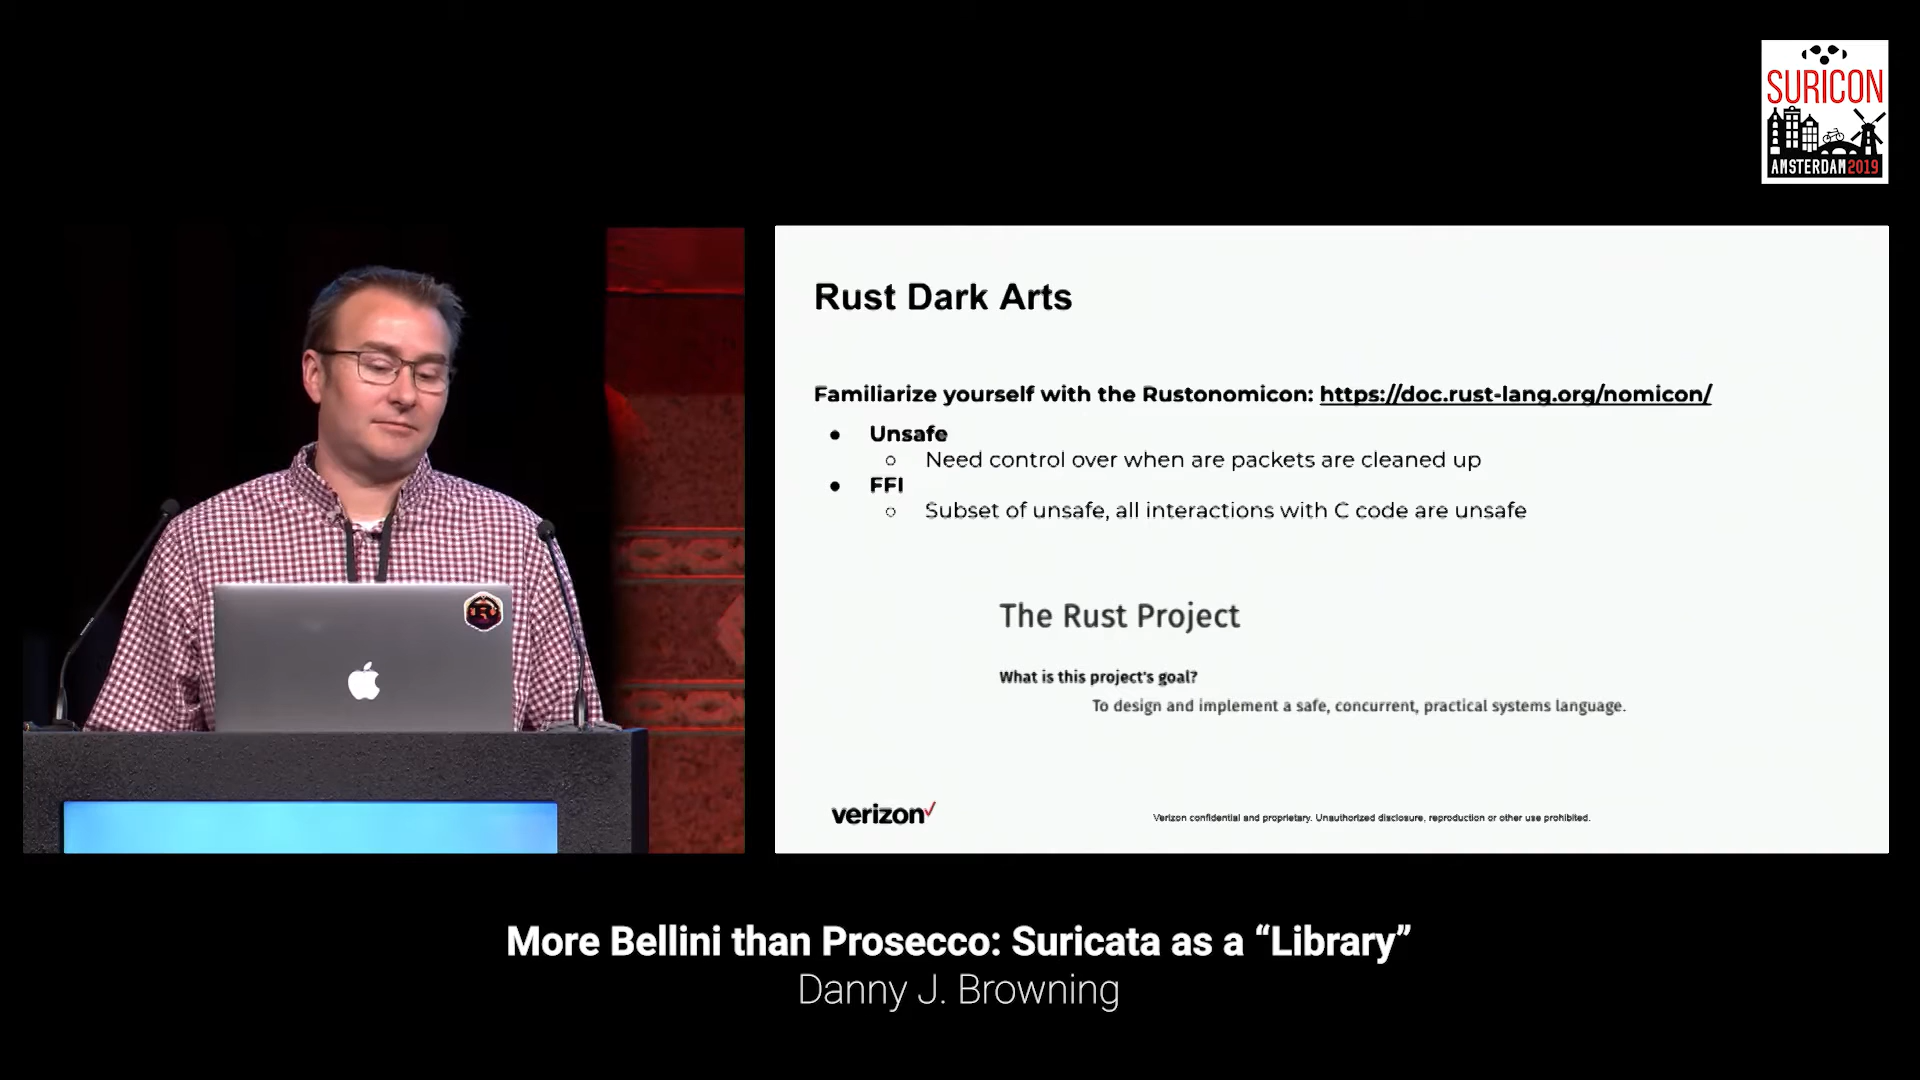 SURICON
AMSTERDAM 2019
Rust Dark Arts
Familiarize yourself with the Rustonomicon: https://doc.rust-lang.org/nomicon/
● Unsafe
○ Need control over when are packets are cleaned up
● FFI
○ Subset of unsafe, all interactions with C code are unsafe
The Rust Project
What is this project's goal?
To design and implement a safe, concurrent, practical systems language.
verizon✓
Verizon confidential and proprietary. Unauthorized disclosure, reproduction or other use prohibited.
R
More Bellini than Prosecco: Suricata as a “Library”
Danny J. Browning